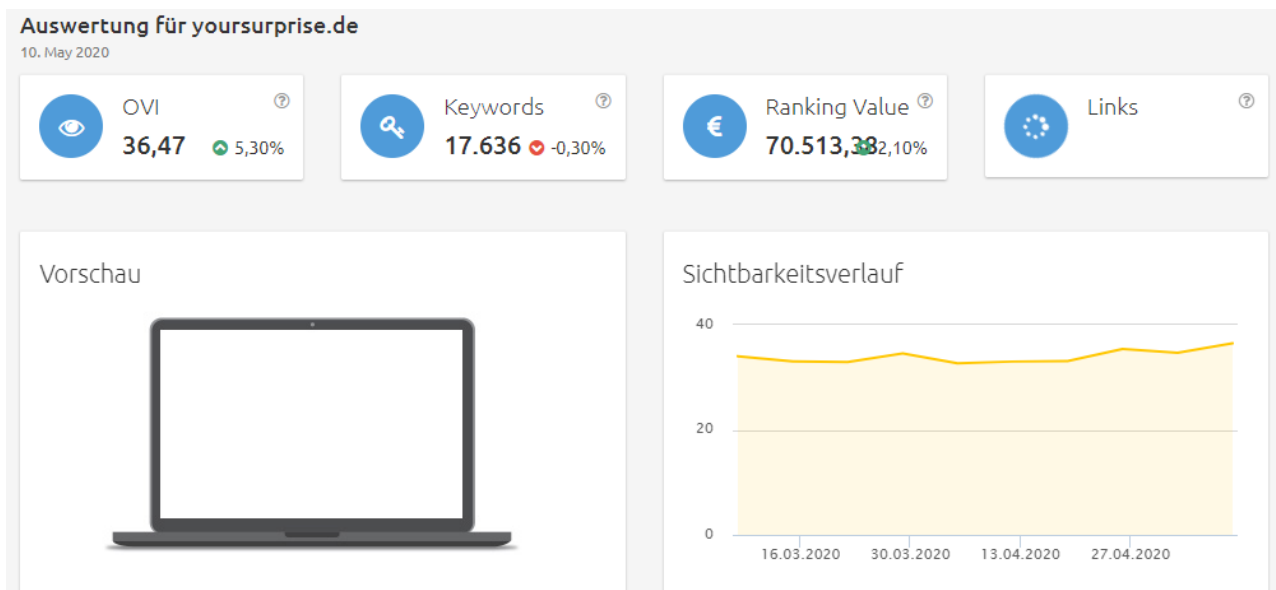 Auswertung für yoursurprise.de
10. May 2020
OVI
36,47 5,30%
Keywords
17.636 -0,30%
Ranking Value
70.513,38 2,10%
Links
Vorschau
Sichtbarkeitsverlauf
40
20
0
16.03.2020 30.03.2020 13.04.2020 27.04.2020